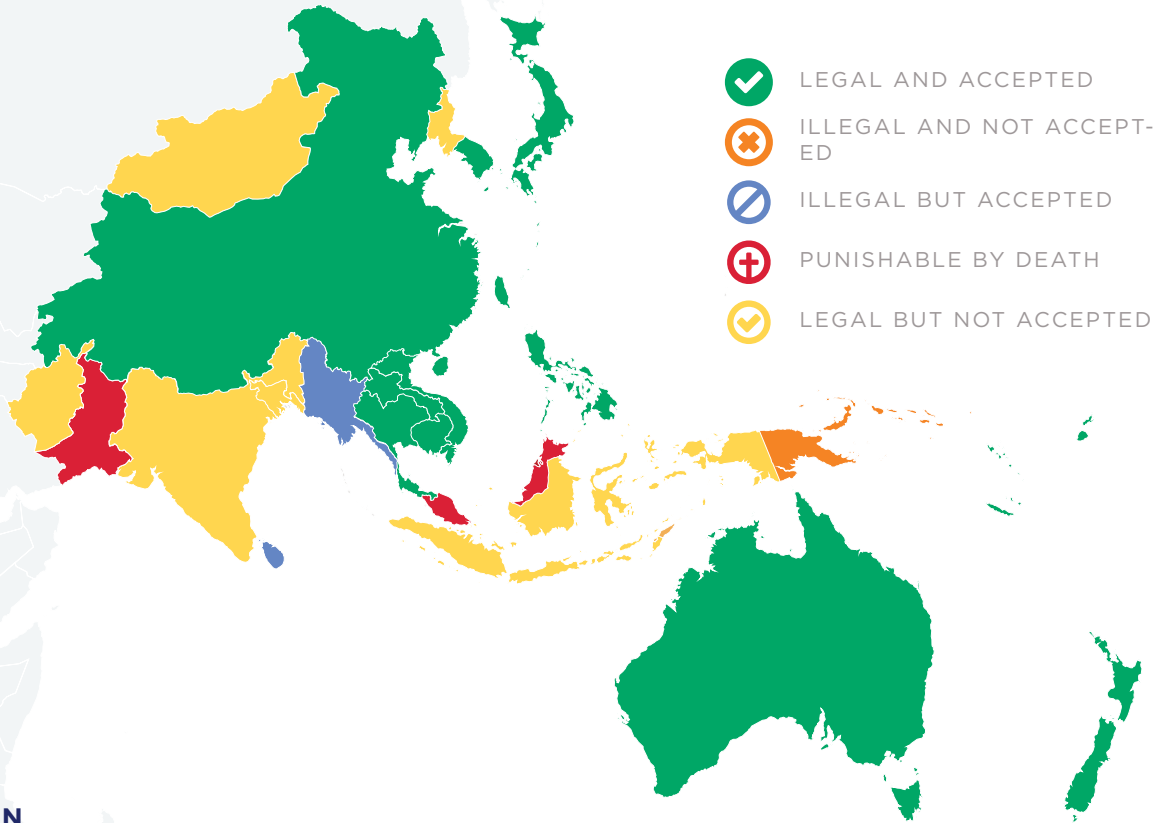 LEGAL AND ACCEPTED
ILLEGAL AND NOT ACCEPT-
ED
ILLEGAL BUT ACCEPTED
PUNISHABLE BY DEATH
LEGAL BUT NOT ACCEPTED
N